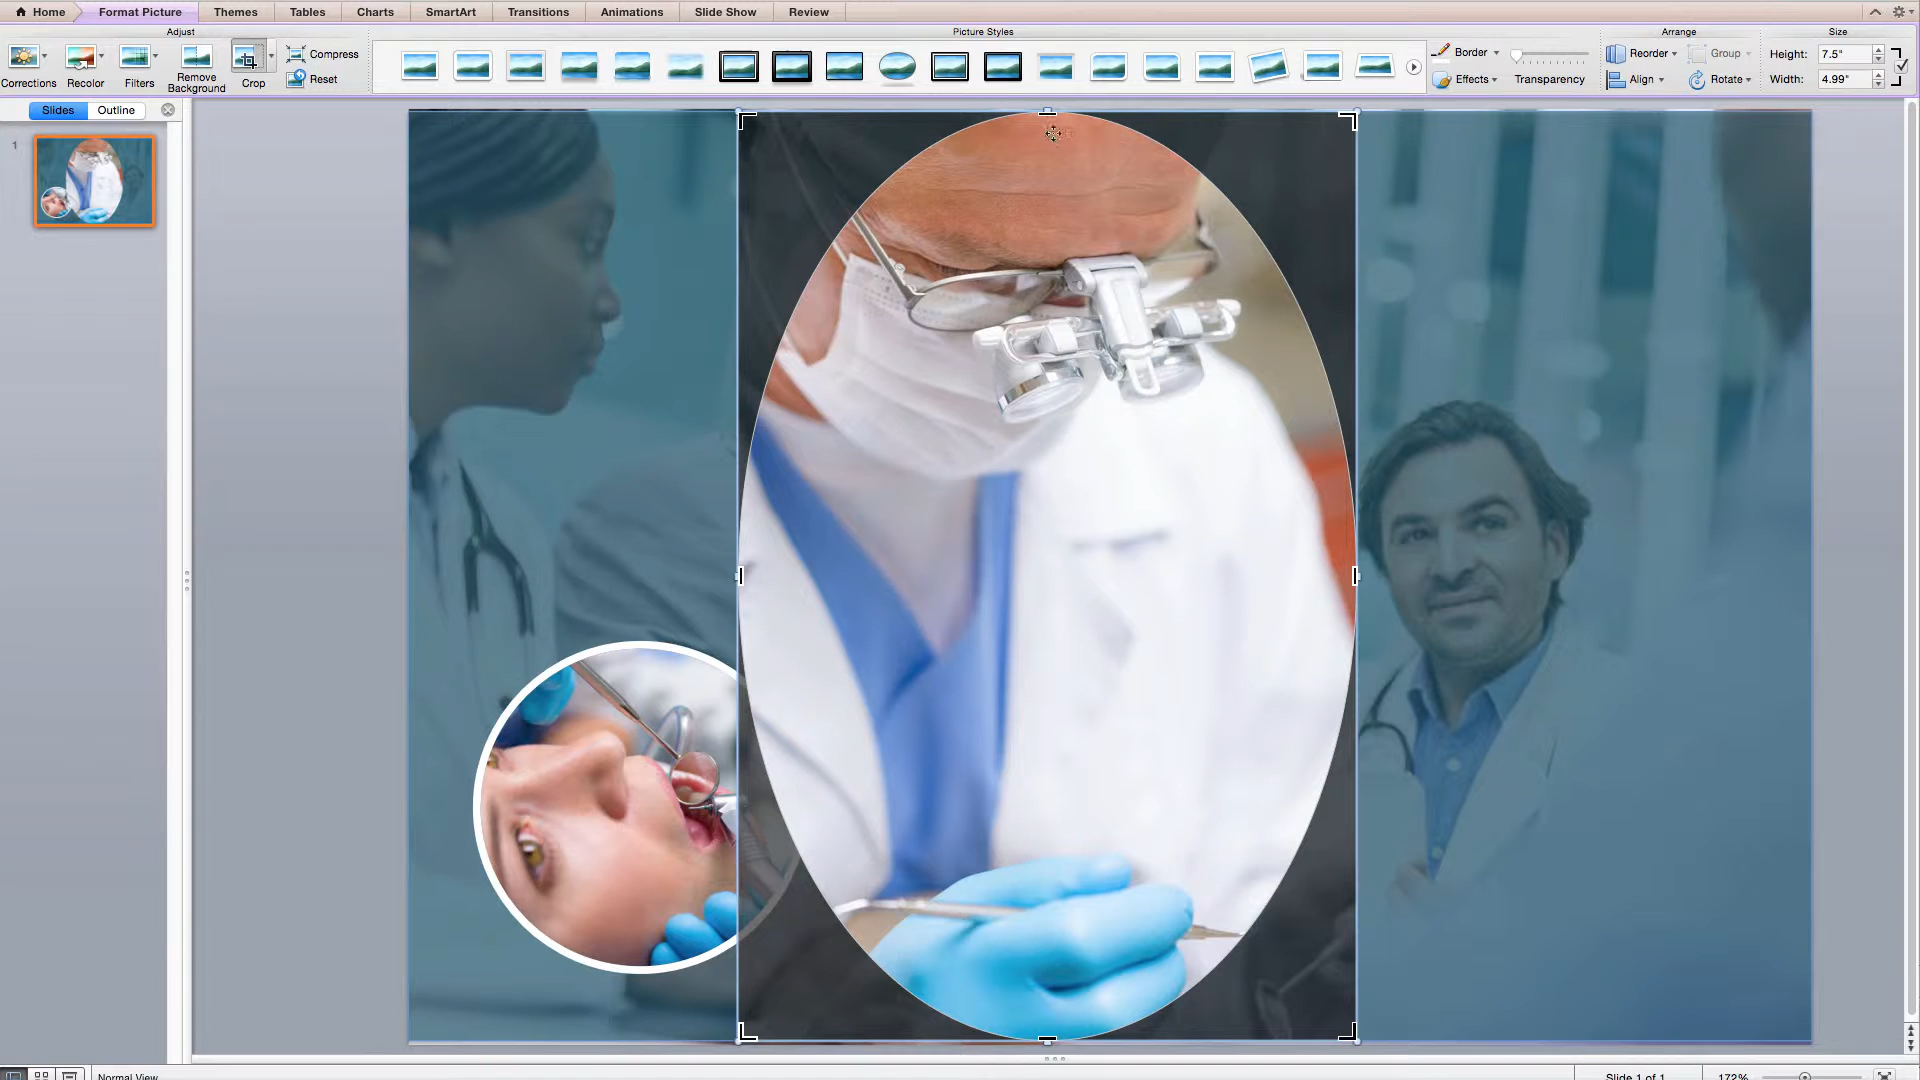 Home
Format Picture
Themes
Tables
Charts
SmartArt
Transitions
Animations
Slide Show
Review
Adjust
Picture Styles
Arrange
Size
Corrections
Recolor
Filters
Remove
Background
Crop
Compress
Reset
Border
Effects
Transparency
Reorder
Group
Align
Rotate
Height: 7.5"
Width: 4.99"
Slides
Outline
1
Normal View
Slide 1 of 1
172%